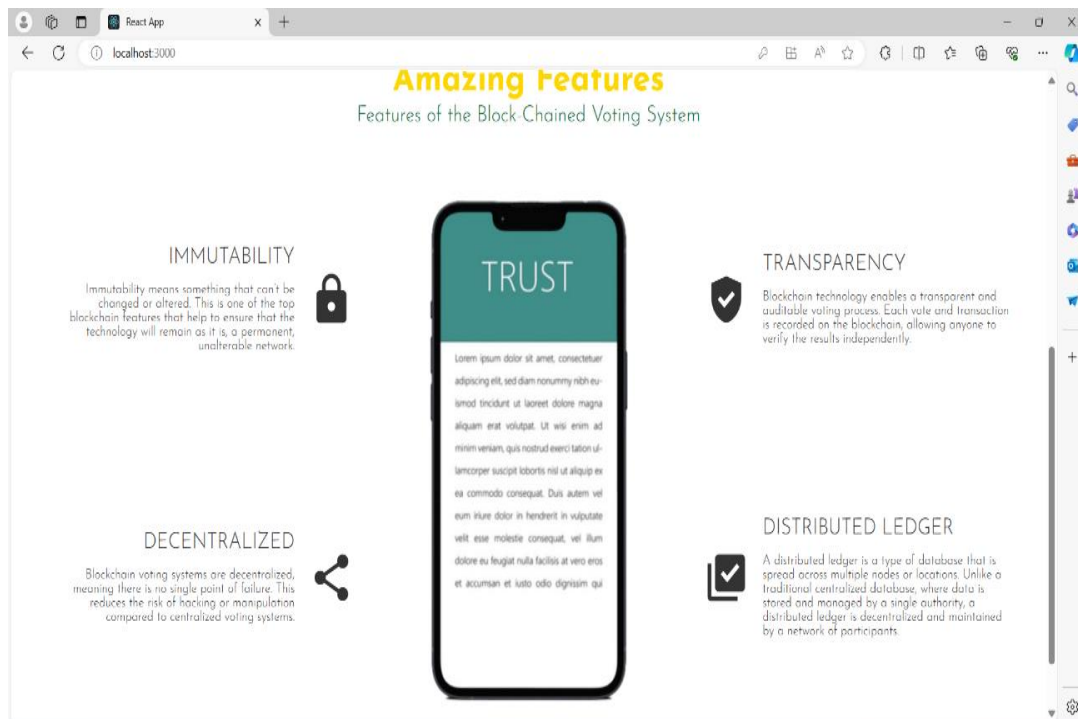 React App
localhost:3000
Amazing Features
Features of the Block-Chained Voting System
IMMUTABILITY
Immutability means something that can't be
changed or altered. This is one of the top
blockchain features that help to ensure that the
technology will remain as it is, a permanent,
unalterable network.
DECENTRALIZED
Blockchain voting systems are decentralized,
meaning there is no single point of failure. This
reduces the risk of hacking or manipulation
compared to centralized voting systems.
TRUST
Lorem ipsum dolor sit amet, consectetuer
adipiscing elit, sed diam nonummy nibh eu-
ismod tincidunt ut laoreet dolore magna
aliquam erat volutpat. Ut wisi enim ad
minim veniam, quis nostrud exerci tation ul-
lamcorper suscipit lobortis nisl ut aliquip ex
ea commodo consequat. Duis autem vel
eum iriure dolor in hendrerit in vulputate
velit esse molestie consequat, vel illum
dolore eu feugiat nulla facilisis at vero eros
et accumsan et iusto odio dignissim qui
TRANSPARENCY
Blockchain technology enables a transparent and
auditable voting process. Each vote and transaction
is recorded on the blockchain, allowing anyone to
verify the results independently.
DISTRIBUTED LEDGER
A distributed ledger is a type of database that is
spread across multiple nodes or locations. Unlike a
traditional centralized database, where data is
stored and managed by a single authority, a
distributed ledger is decentralized and maintained
by a network of participants.